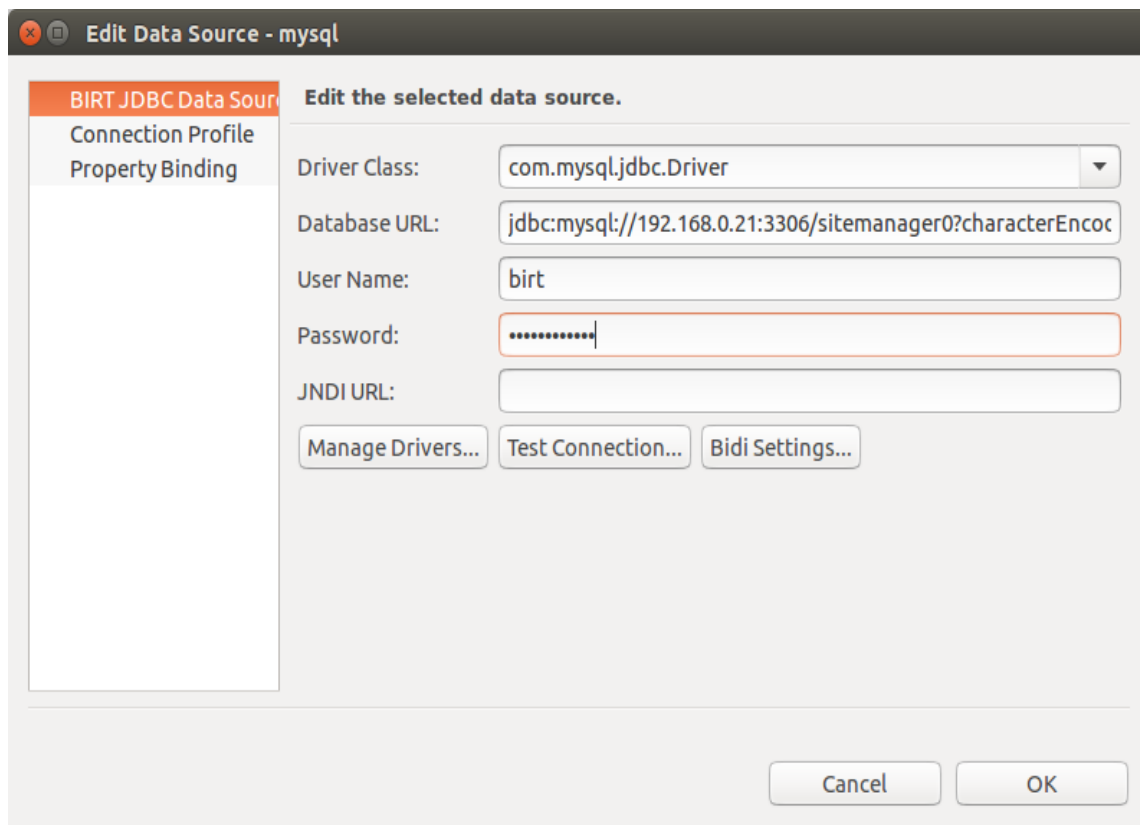 Edit Data Source - mysql
BIRT JDBC Data Sour
Connection Profile
Property Binding
Edit the selected data source.
Driver Class: com.mysql.jdbc.Driver
Database URL: jdbc:mysql://192.168.0.21:3306/sitemanager0?characterEncoc
User Name: birt
Password: ••••••••••••
JNDI URL:
Manage Drivers... Test Connection... Bidi Settings...
Cancel OK